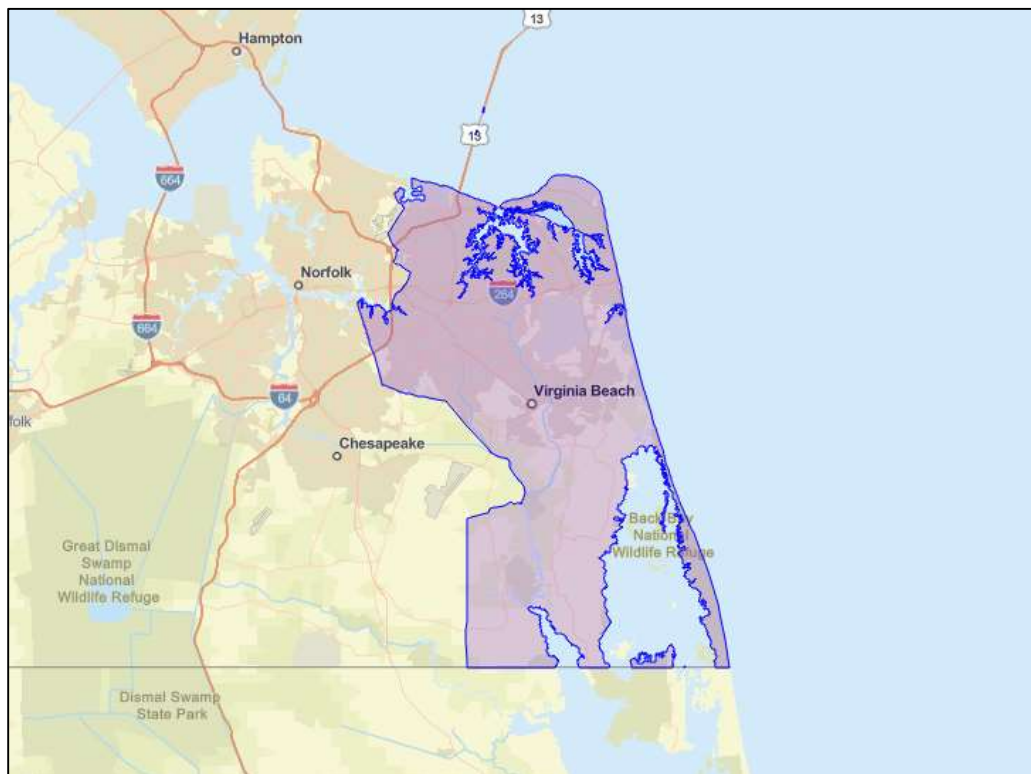 13
Hampton
13
664
Norfolk
264
664
Virginia Beach
64
folk
Chesapeake
Back Bay
National
Wildlife Refuge
Great Dismal
Swamp
National
Wildlife Refuge
Dismal Swamp
State Park